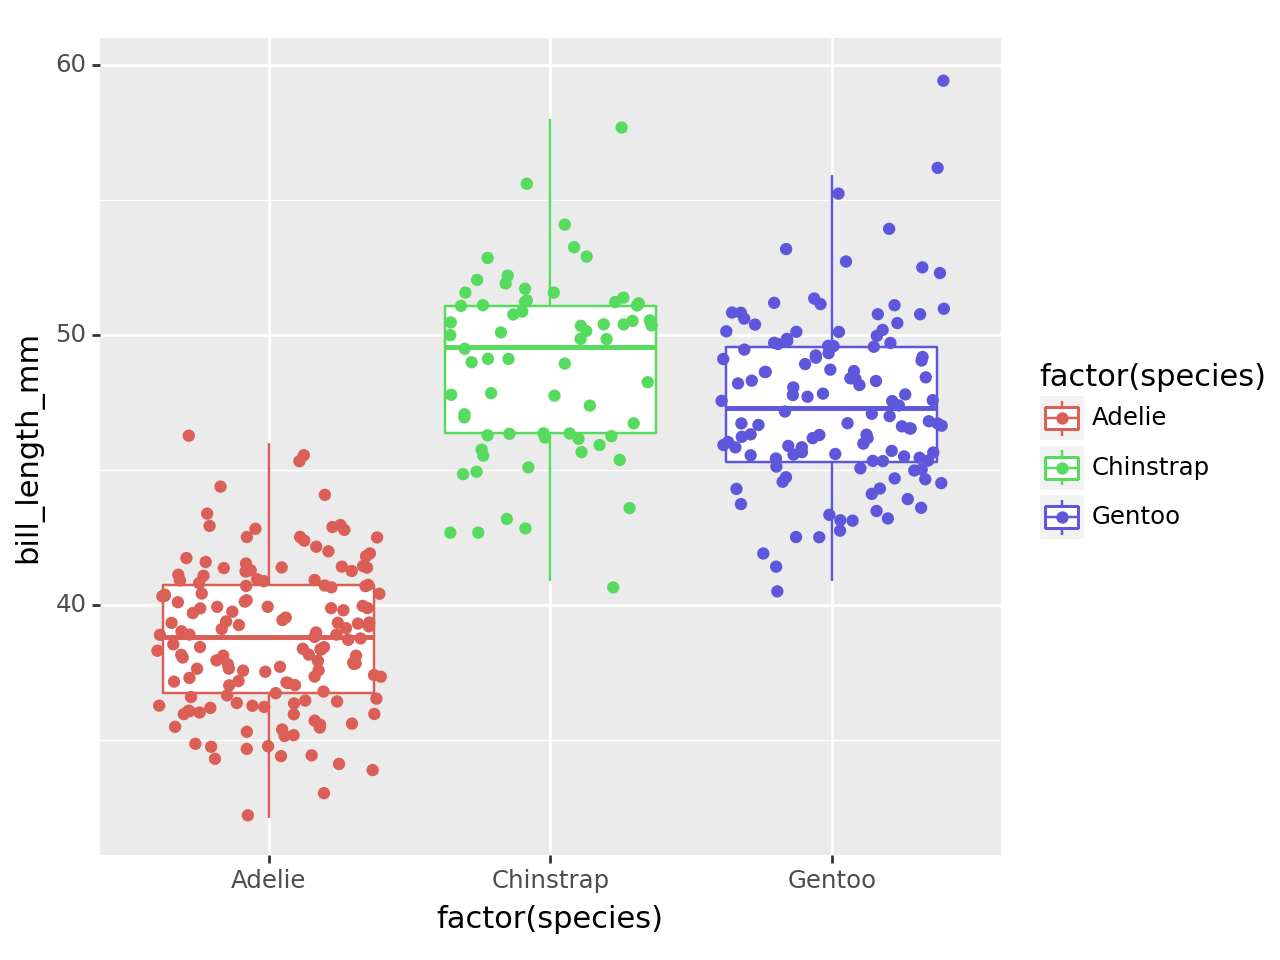 60
50
40
bill_length_mm
Adelie
Chinstrap
Gentoo
factor(species)
factor(species)
Adelie
Chinstrap
Gentoo